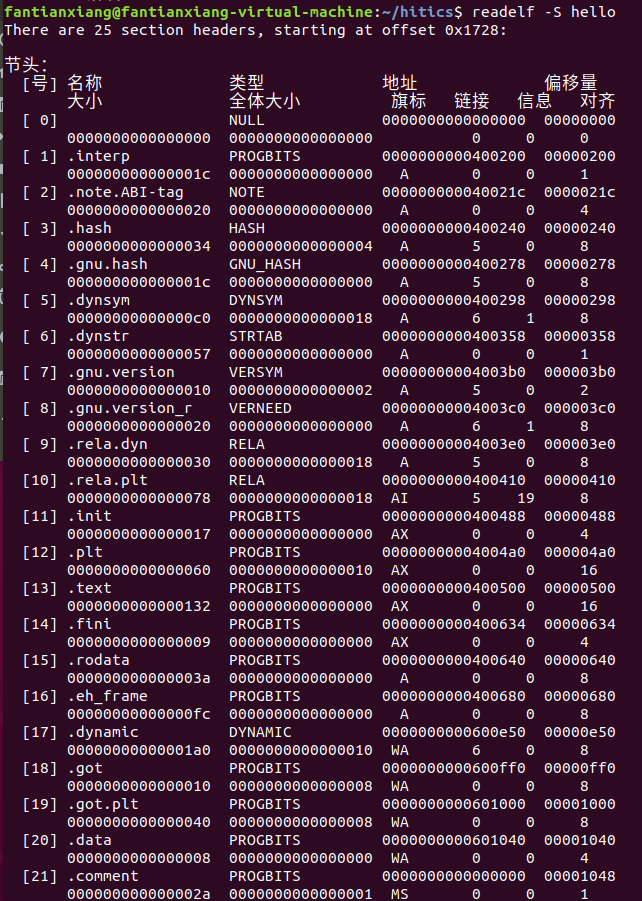 fantianxiang@fantianxiang-virtual-machine:~/hitics$ readelf -S hello
There are 25 section headers, starting at offset 0x1728:
节头：
[号] 名称 类型 地址 偏移量
大小 全体大小 旗标 链接 信息 对齐
[ 0] NULL 0000000000000000 00000000
0000000000000000 0000000000000000 0 0 0
[ 1] .interp PROGBITS 0000000000400200 00000200
000000000000001c 0000000000000000 A 0 0 1
[ 2] .note.ABI-tag NOTE 000000000040021c 0000021c
0000000000000020 0000000000000000 A 0 0 4
[ 3] .hash HASH 0000000000400240 00000240
0000000000000034 0000000000000004 A 5 0 8
[ 4] .gnu.hash GNU_HASH 0000000000400278 00000278
000000000000001c 0000000000000000 A 5 0 8
[ 5] .dynsym DYNSYM 0000000000400298 00000298
00000000000000c0 0000000000000018 A 6 1 8
[ 6] .dynstr STRTAB 0000000000400358 00000358
0000000000000057 0000000000000000 A 0 0 1
[ 7] .gnu.version VERSYM 00000000004003b0 000003b0
0000000000000010 0000000000000002 A 5 0 2
[ 8] .gnu.version_r VERNEED 00000000004003c0 000003c0
0000000000000020 0000000000000000 A 6 1 8
[ 9] .rela.dyn RELA 00000000004003e0 000003e0
0000000000000030 0000000000000018 A 5 0 8
[10] .rela.plt RELA 0000000000400410 00000410
0000000000000078 0000000000000018 AI 5 19 8
[11] .init PROGBITS 0000000000400488 00000488
0000000000000017 0000000000000000 AX 0 0 4
[12] .plt PROGBITS 00000000004004a0 000004a0
0000000000000060 0000000000000010 AX 0 0 16
[13] .text PROGBITS 0000000000400500 00000500
0000000000000132 0000000000000000 AX 0 0 16
[14] .fini PROGBITS 0000000000400634 00000634
0000000000000009 0000000000000000 AX 0 0 4
[15] .rodata PROGBITS 0000000000400640 00000640
000000000000003a 0000000000000000 A 0 0 8
[16] .eh_frame PROGBITS 0000000000400680 00000680
00000000000000fc 0000000000000000 A 0 0 8
[17] .dynamic DYNAMIC 0000000000600e50 00000e50
00000000000001a0 0000000000000010 WA 6 0 8
[18] .got PROGBITS 0000000000600ff0 00000ff0
0000000000000010 0000000000000008 WA 0 0 8
[19] .got.plt PROGBITS 0000000000601000 00001000
0000000000000040 0000000000000008 WA 0 0 8
[20] .data PROGBITS 0000000000601040 00001040
0000000000000008 0000000000000000 WA 0 0 4
[21] .comment PROGBITS 0000000000000000 00001048
000000000000002a 0000000000000001 MS 0 0 1